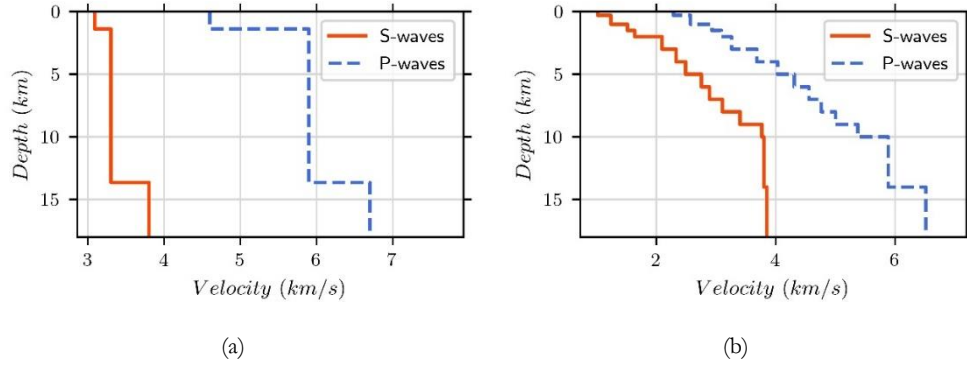 0
5
10
15
Depth (km)
S-waves
P-waves
3 4 5 6 7
Velocity (km/s)
(a)
0
5
10
15
Depth (km)
S-waves
P-waves
2 4 6
Velocity (km/s)
(b)